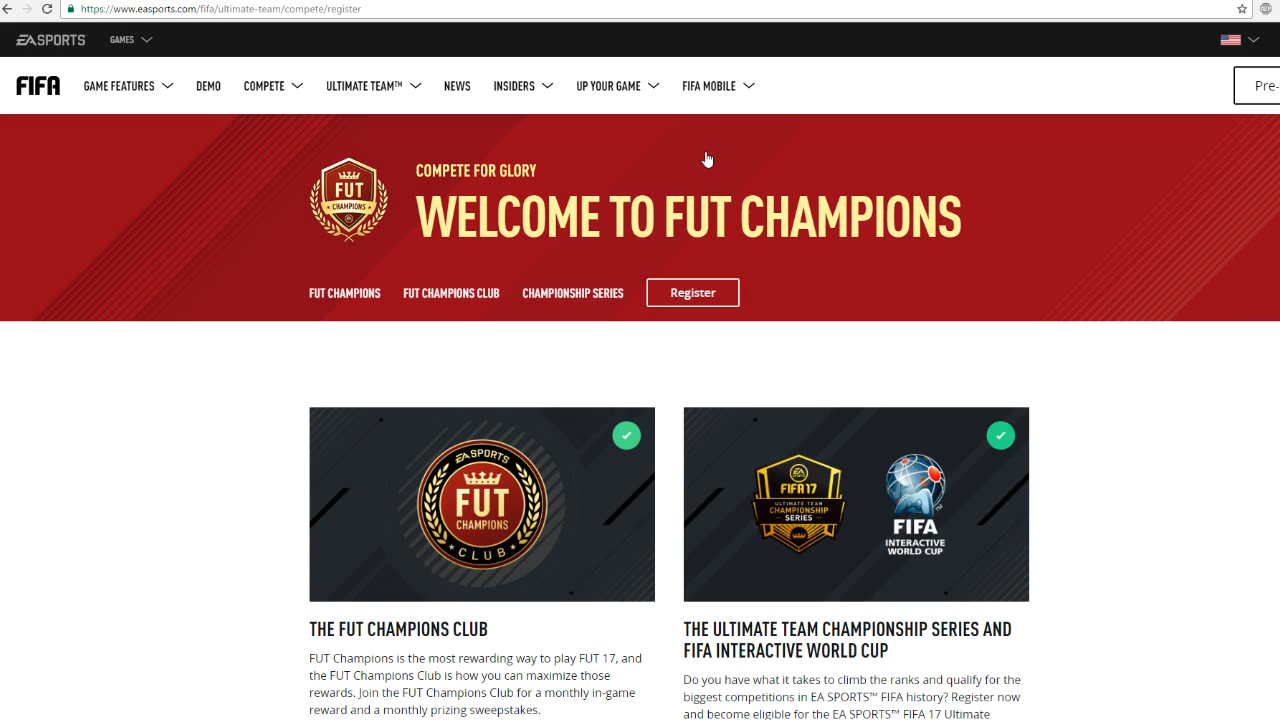 https://www.easports.com/fifa/ultimate-team/compete/register
EA SPORTS GAMES
FIFA GAME FEATURES DEMO COMPETE ULTIMATE TEAM™ NEWS INSIDERS UP YOUR GAME FIFA MOBILE Pre-
COMPETE FOR GLORY
FUT
CHAMPIONS
WELCOME TO FUT CHAMPIONS
FUT CHAMPIONS FUT CHAMPIONS CLUB CHAMPIONSHIP SERIES Register
EA SPORTS
FUT
CHAMPIONS
CLUB
FIFA 17
ULTIMATE TEAM
CHAMPIONSHIP
SERIES
FIFA
INTERACTIVE
WORLD CUP
THE FUT CHAMPIONS CLUB
FUT Champions is the most rewarding way to play FUT 17, and
the FUT Champions Club is how you can maximize those
rewards. Join the FUT Champions Club for a monthly in-game
reward and a monthly prizing sweepstakes.
THE ULTIMATE TEAM CHAMPIONSHIP SERIES AND
FIFA INTERACTIVE WORLD CUP
Do you have what it takes to climb the ranks and qualify for the
biggest competitions in EA SPORTS™ FIFA history? Register now
and become eligible for the EA SPORTS™ FIFA 17 Ultimate